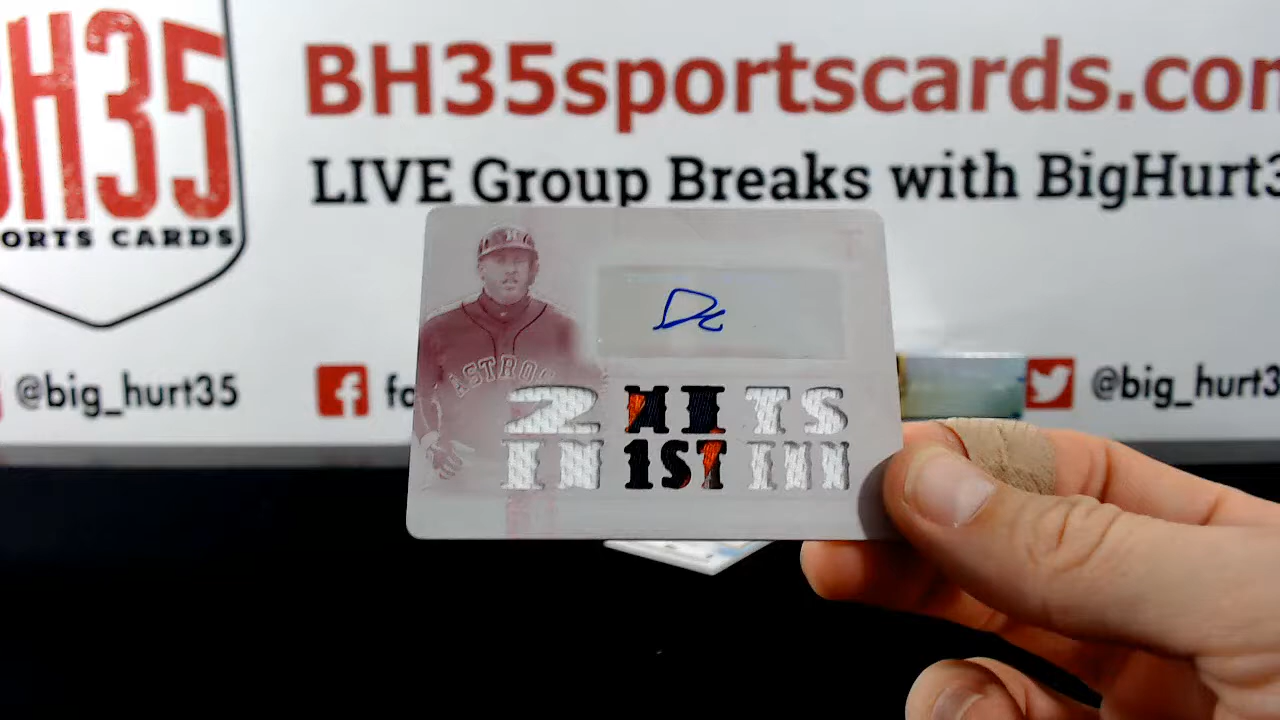 BH35
ORTS CARDS
BH35sportscards.co
LIVE Group Breaks with BigHurt3
@big_hurt35
f
@big_hurt3
ASTROS
2 HITS
IN 1ST INN